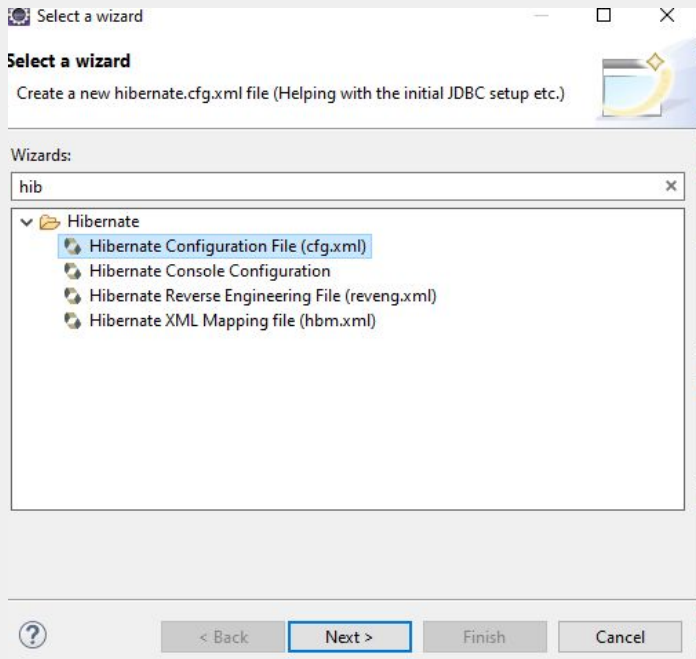 Select a wizard
Select a wizard
Create a new hibernate.cfg.xml file (Helping with the initial JDBC setup etc.)
Wizards:
hib
Hibernate
Hibernate Configuration File (cfg.xml)
Hibernate Console Configuration
Hibernate Reverse Engineering File (reveng.xml)
Hibernate XML Mapping file (hbm.xml)
? < Back Next > Finish Cancel